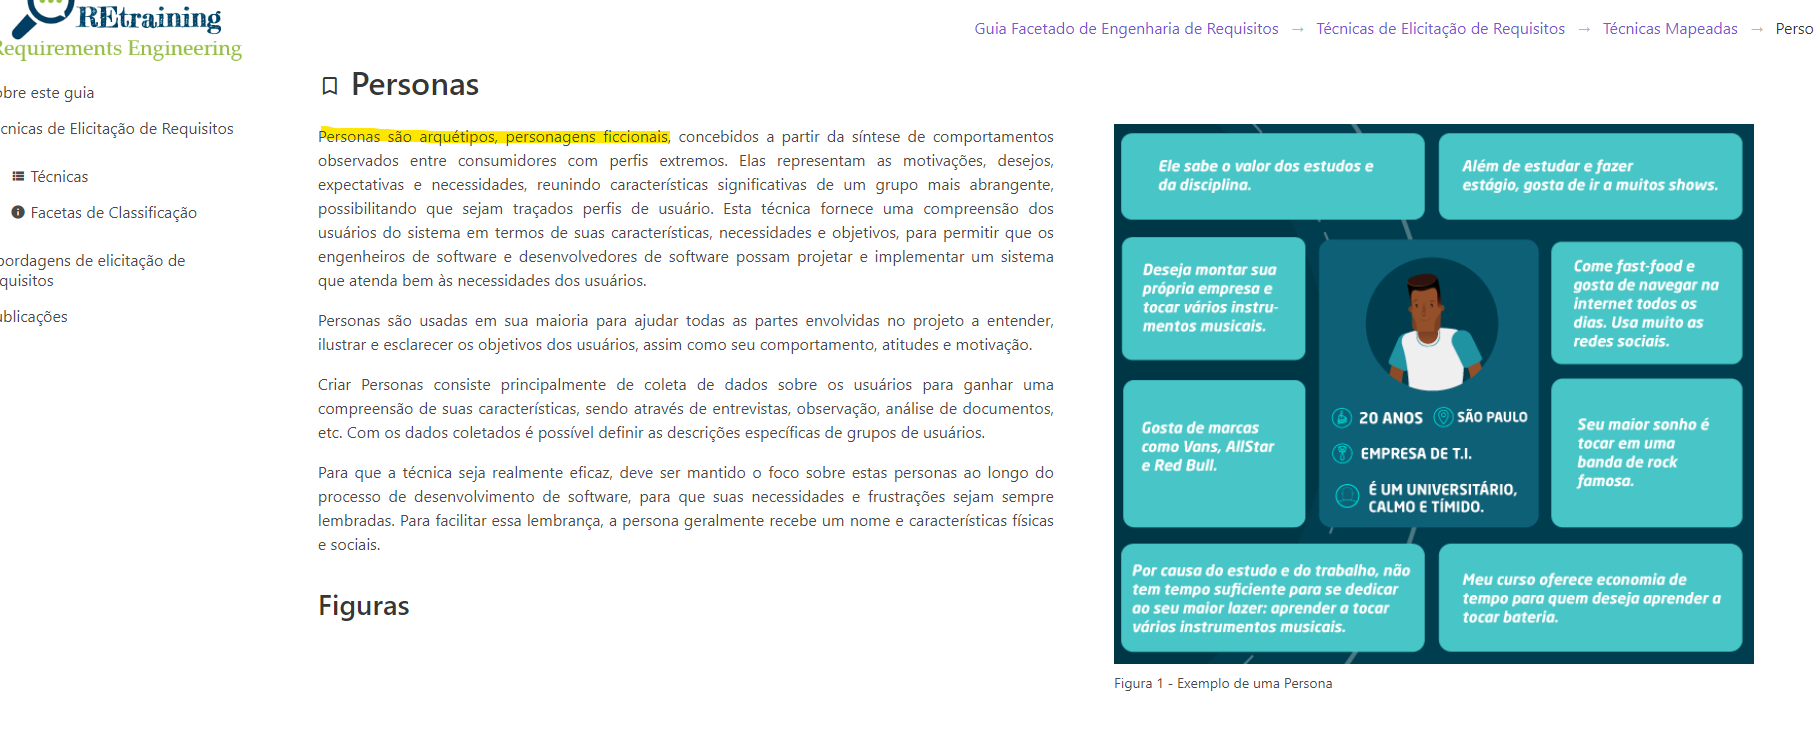 REtraining
Requirements Engineering
Guia Facetado de Engenharia de Requisitos → Técnicas de Elicitação de Requisitos → Técnicas Mapeadas → Perso
obre este guia
cnicas de Elicitação de Requisitos
Técnicas
Facetas de Classificação
bordagens de elicitação de
quisitos
ublicações
Personas
Personas são arquétipos, personagens ficcionais, concebidos a partir da síntese de comportamentos
observados entre consumidores com perfis extremos. Elas representam as motivações, desejos,
expectativas e necessidades, reunindo características significativas de um grupo mais abrangente,
possibilitando que sejam traçados perfis de usuário. Esta técnica fornece uma compreensão dos
usuários do sistema em termos de suas características, necessidades e objetivos, para permitir que os
engenheiros de software e desenvolvedores de software possam projetar e implementar um sistema
que atenda bem às necessidades dos usuários.
Personas são usadas em sua maioria para ajudar todas as partes envolvidas no projeto a entender,
ilustrar e esclarecer os objetivos dos usuários, assim como seu comportamento, atitudes e motivação.
Criar Personas consiste principalmente de coleta de dados sobre os usuários para ganhar uma
compreensão de suas características, sendo através de entrevistas, observação, análise de documentos,
etc. Com os dados coletados é possível definir as descrições específicas de grupos de usuários.
Para que a técnica seja realmente eficaz, deve ser mantido o foco sobre estas personas ao longo do
processo de desenvolvimento de software, para que suas necessidades e frustrações sejam sempre
lembradas. Para facilitar essa lembrança, a persona geralmente recebe um nome e características físicas
e sociais.
Figuras
Ele sabe o valor dos estudos e
da disciplina.
Além de estudar e fazer
estágio, gosta de ir a muitos shows.
Deseja montar sua
própria empresa e
tocar vários instru-
mentos musicais.
Come fast-food e
gosta de navegar na
internet todos os
dias. Usa muito as
redes sociais.
20 ANOS
SÃO PAULO
EMPRESA DE T.I.
É UM UNIVERSITÁRIO,
CALMO E TÍMIDO.
Gosta de marcas
como Vans, AllStar
e Red Bull.
Seu maior sonho é
tocar em uma
banda de rock
famosa.
Por causa do estudo e do trabalho, não
tem tempo suficiente para se dedicar
ao seu maior lazer: aprender a tocar
vários instrumentos musicais.
Meu curso oferece economia de
tempo para quem deseja aprender a
tocar bateria.
Figura 1 - Exemplo de uma Persona